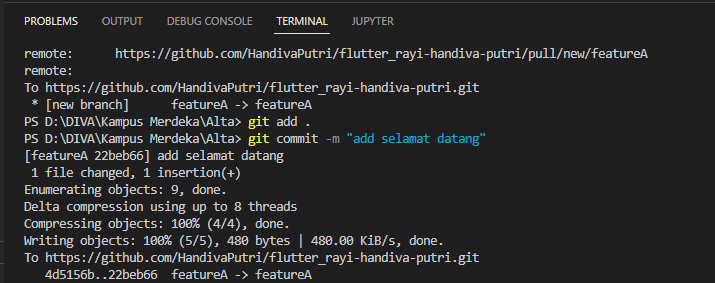 PROBLEMS OUTPUT DEBUG CONSOLE TERMINAL JUPYTER
remote:      https://github.com/HandivaPutri/flutter_rayi-handiva-putri/pull/new/featureA
remote:
To https://github.com/HandivaPutri/flutter_rayi-handiva-putri.git
 * [new branch]      featureA -> featureA
PS D:\DIVA\Kampus Merdeka\Alta> git add .
PS D:\DIVA\Kampus Merdeka\Alta> git commit -m "add selamat datang"
[featureA 22beb66] add selamat datang
 1 file changed, 1 insertion(+)
Enumerating objects: 9, done.
Delta compression using up to 8 threads
Compressing objects: 100% (4/4), done.
Writing objects: 100% (5/5), 480 bytes | 480.00 KiB/s, done.
To https://github.com/HandivaPutri/flutter_rayi-handiva-putri.git
   4d5156b..22beb66  featureA -> featureA